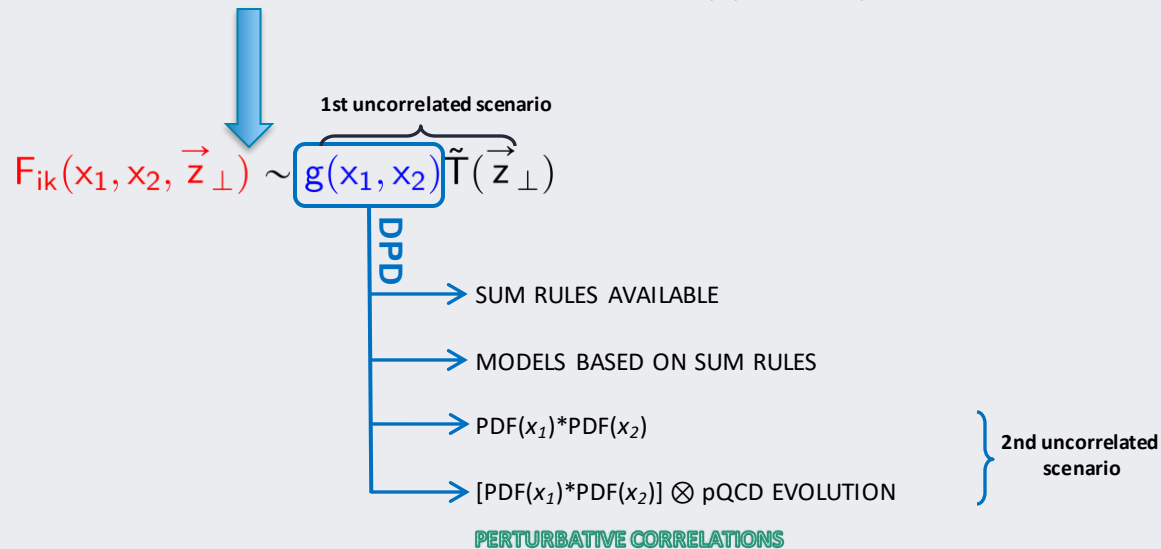 1st uncorrelated scenario
F_ik(x₁, x₂, z⃗_⊥) ~ g(x₁, x₂)T̃(z⃗_⊥)
DPD
SUM RULES AVAILABLE
MODELS BASED ON SUM RULES
PDF(x₁)*PDF(x₂)
2nd uncorrelated
scenario
[PDF(x₁)*PDF(x₂)] ⊗ pQCD EVOLUTION
PERTURBATIVE CORRELATIONS